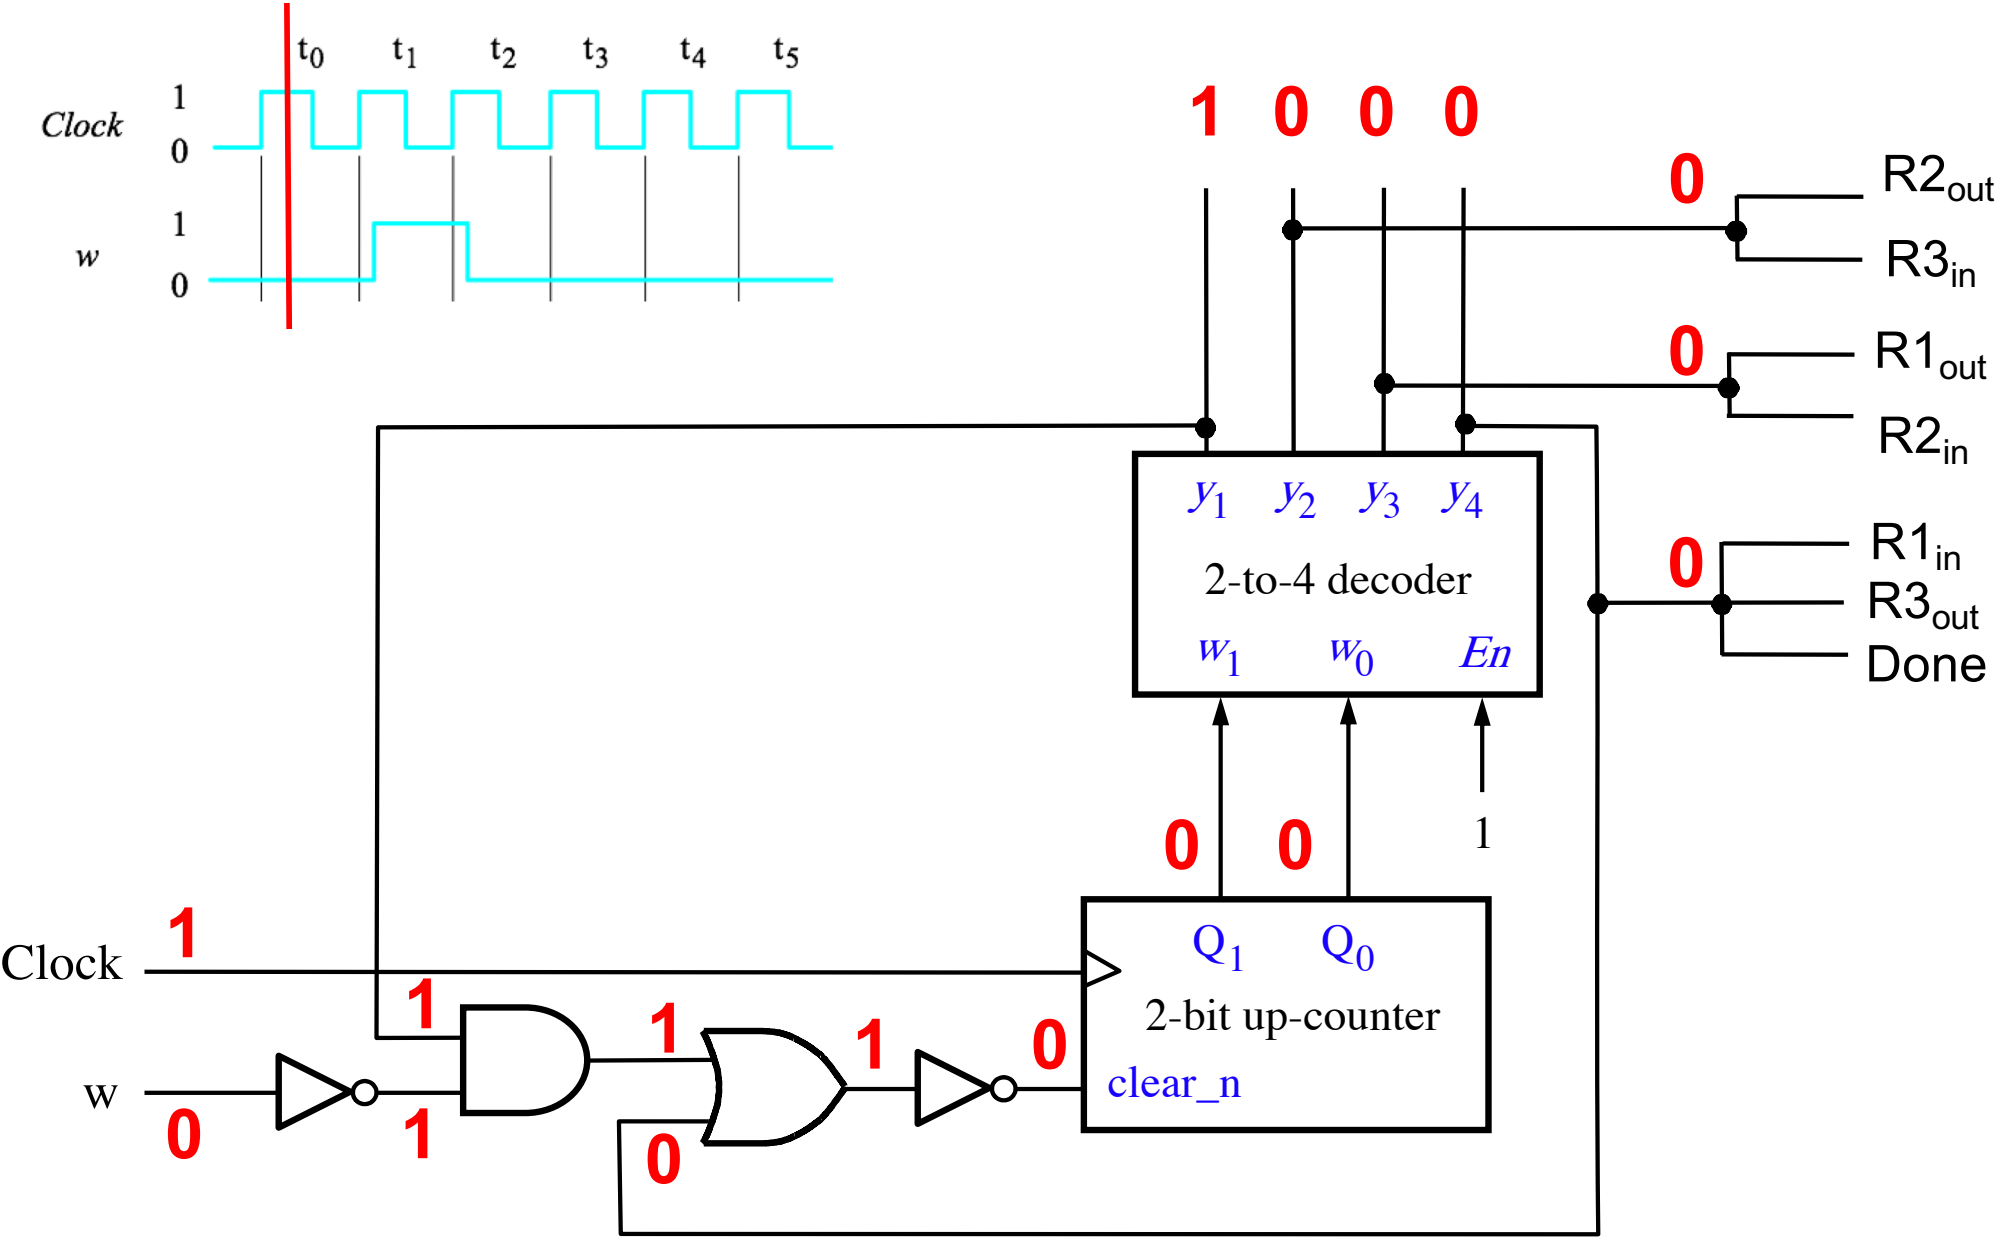 t0 t1 t2 t3 t4 t5
1
Clock
0
1
w
0
1 0 0 0
0
R2out
R3in
0
R1out
R2in
y1 y2 y3 y4
2-to-4 decoder
w1 w0 En
0
R1in
R3out
Done
0 0
1
1
Clock
Q1 Q0
2-bit up-counter
clear_n
1
1
1
0
w
0
1
0